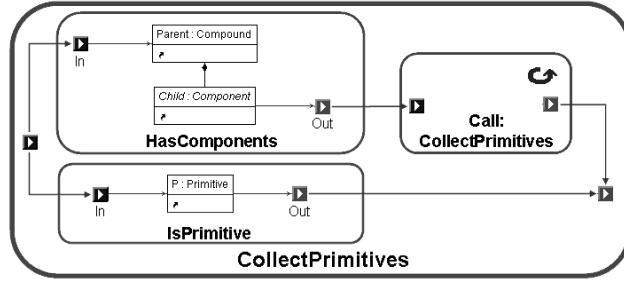 Parent : Compound
In
Child : Component
Out
HasComponents
Call:
CollectPrimitives
P : Primitive
In
Out
IsPrimitive
CollectPrimitives